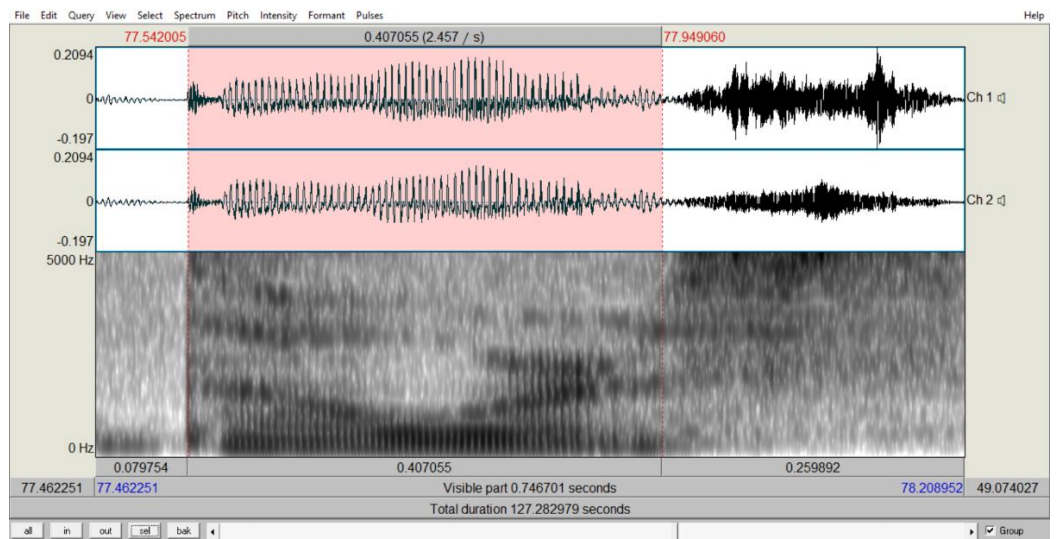 File Edit Query View Select Spectrum Pitch Intensity Formant Pulses Help
77.542005 0.407055 (2.457 / s) 77.949060
0.2094
0 Ch 1
-0.197
0.2094
0 Ch 2
-0.197
5000 Hz
0 Hz
0.079754 0.407055 0.259892
77.462251 77.462251 Visible part 0.746701 seconds 78.208952 49.074027
Total duration 127.282979 seconds
all in out sel bak Group